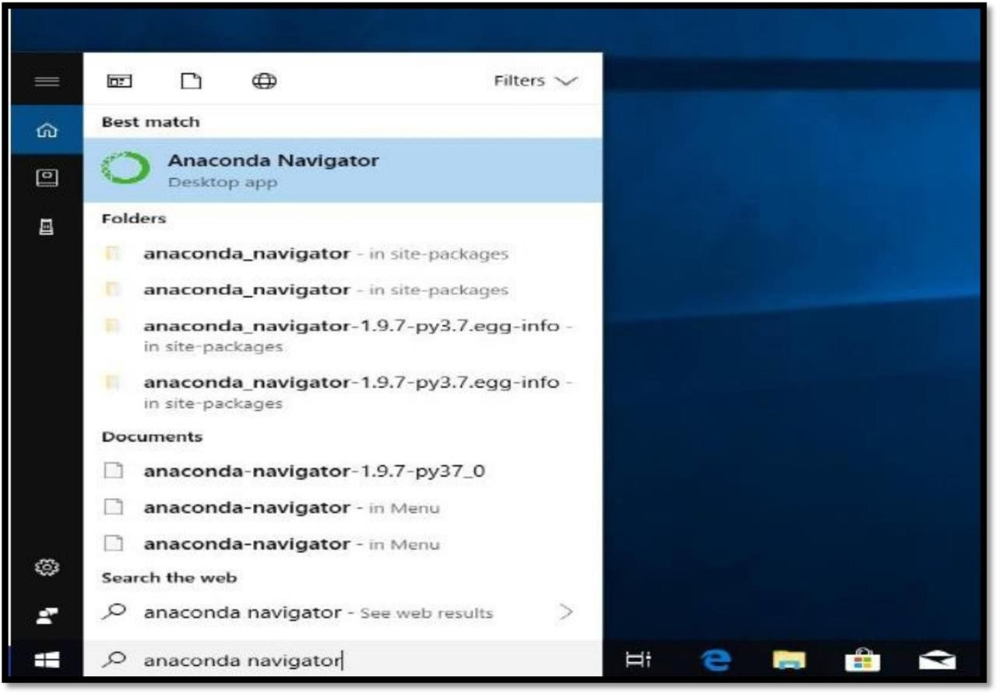 Filters
Best match
Anaconda Navigator
Desktop app
Folders
anaconda_navigator - in site-packages
anaconda_navigator - in site-packages
anaconda_navigator-1.9.7-py3.7.egg-info -
in site-packages
anaconda_navigator-1.9.7-py3.7.egg-info -
in site-packages
Documents
anaconda-navigator-1.9.7-py37_0
anaconda-navigator - in Menu
anaconda-navigator - in Menu
Search the web
anaconda navigator - See web results
anaconda navigator